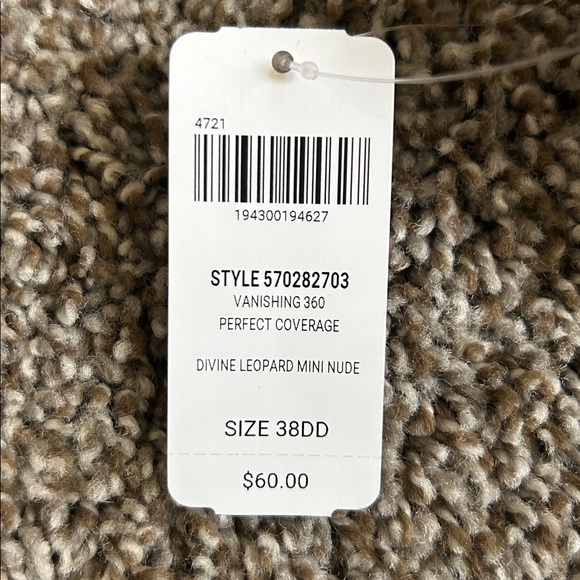 4721
194300194627
STYLE 570282703
VANISHING 360
PERFECT COVERAGE
DIVINE LEOPARD MINI NUDE
SIZE 38DD
$60.00